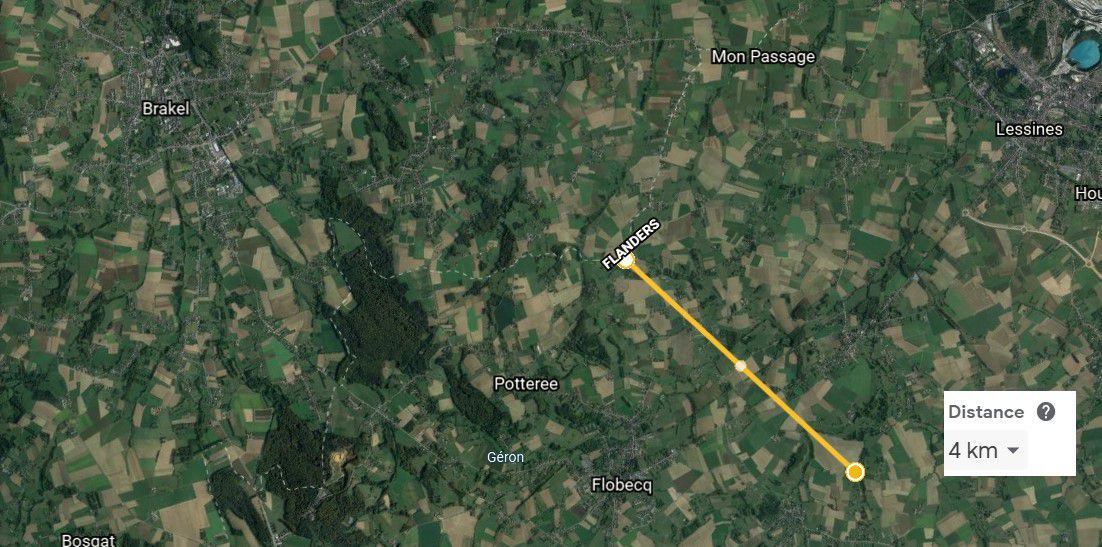 Mon Passage
Brakel
Lessines
Hou
FLANDERS
Potteree
Distance ?
4 km
Géron
Flobecq
Bosgat